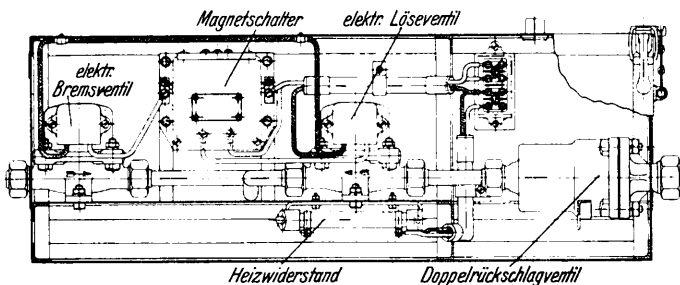 Magnetschalter
elektr. Löseventil
elektr.
Bremsventil
Heizwiderstand
Doppelrückschlagventil